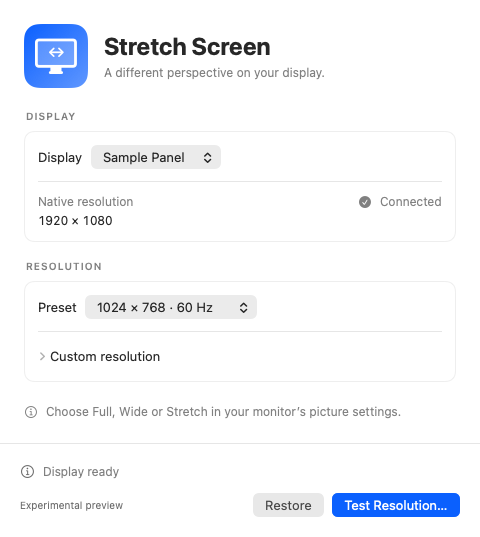 Stretch Screen
A different perspective on your display.
DISPLAY
Display Sample Panel
Native resolution Connected
1920 × 1080
RESOLUTION
Preset 1024 × 768 · 60 Hz
Custom resolution
Choose Full, Wide or Stretch in your monitor’s picture settings.
Display ready
Experimental preview Restore Test Resolution...